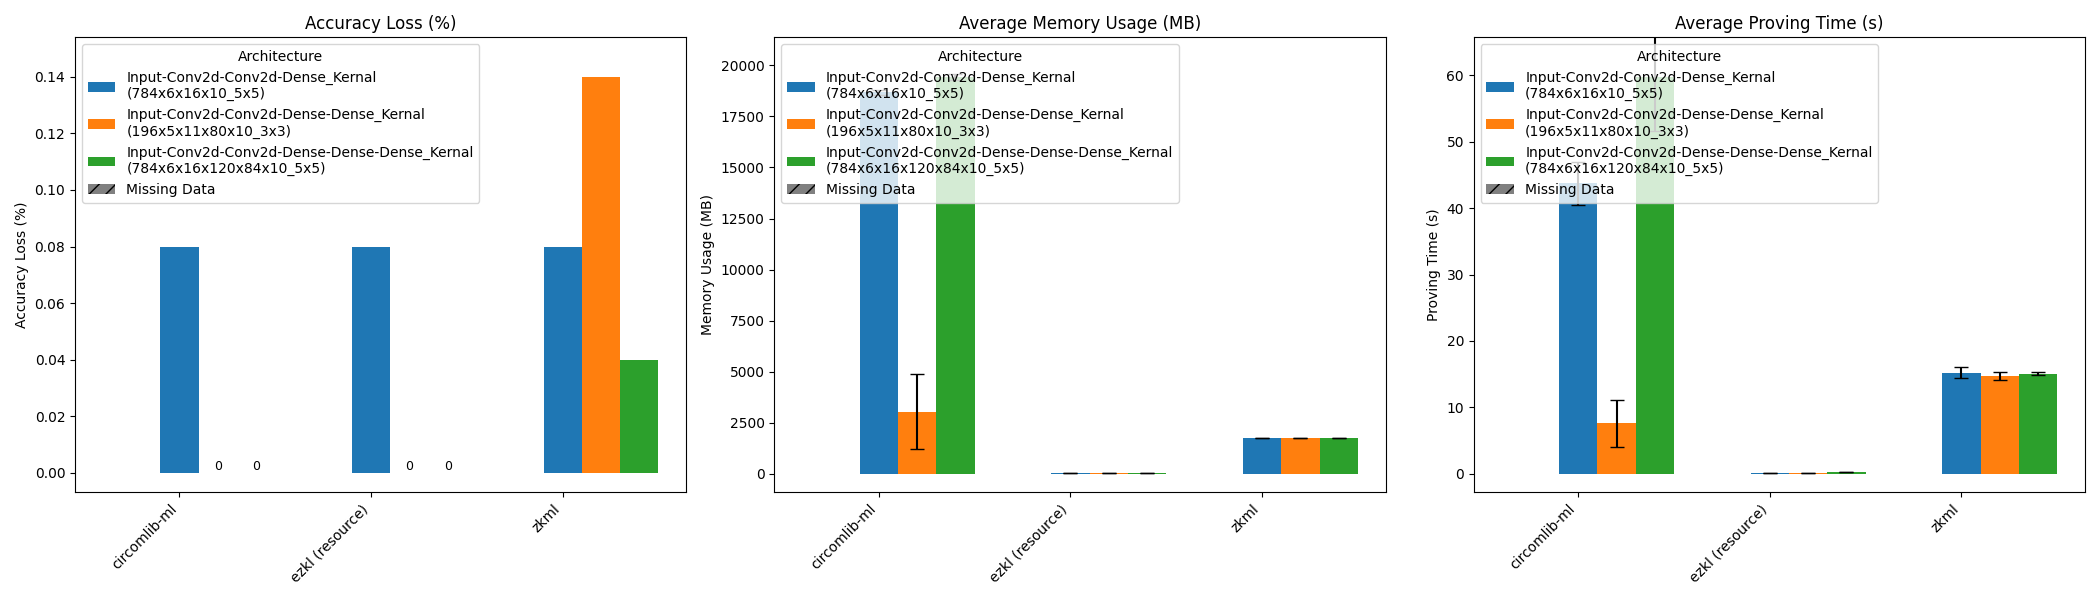 Accuracy Loss (%)
Accuracy Loss (%)
0.14
0.12
0.10
0.08
0.06
0.04
0.02
0.00
Architecture
Input-Conv2d-Conv2d-Dense_Kernal
(784x6x16x10_5x5)
Input-Conv2d-Conv2d-Dense-Dense_Kernal
(196x5x11x80x10_3x3)
Input-Conv2d-Conv2d-Dense-Dense-Dense_Kernal
(784x6x16x120x84x10_5x5)
Missing Data
0 0 0 0
circomlib-ml
ezkl (resource)
zkml
Average Memory Usage (MB)
Memory Usage (MB)
20000
17500
15000
12500
10000
7500
5000
2500
0
Architecture
Input-Conv2d-Conv2d-Dense_Kernal
(784x6x16x10_5x5)
Input-Conv2d-Conv2d-Dense-Dense_Kernal
(196x5x11x80x10_3x3)
Input-Conv2d-Conv2d-Dense-Dense-Dense_Kernal
(784x6x16x120x84x10_5x5)
Missing Data
circomlib-ml
ezkl (resource)
zkml
Average Proving Time (s)
Proving Time (s)
60
50
40
30
20
10
0
Architecture
Input-Conv2d-Conv2d-Dense_Kernal
(784x6x16x10_5x5)
Input-Conv2d-Conv2d-Dense-Dense_Kernal
(196x5x11x80x10_3x3)
Input-Conv2d-Conv2d-Dense-Dense-Dense_Kernal
(784x6x16x120x84x10_5x5)
Missing Data
circomlib-ml
ezkl (resource)
zkml